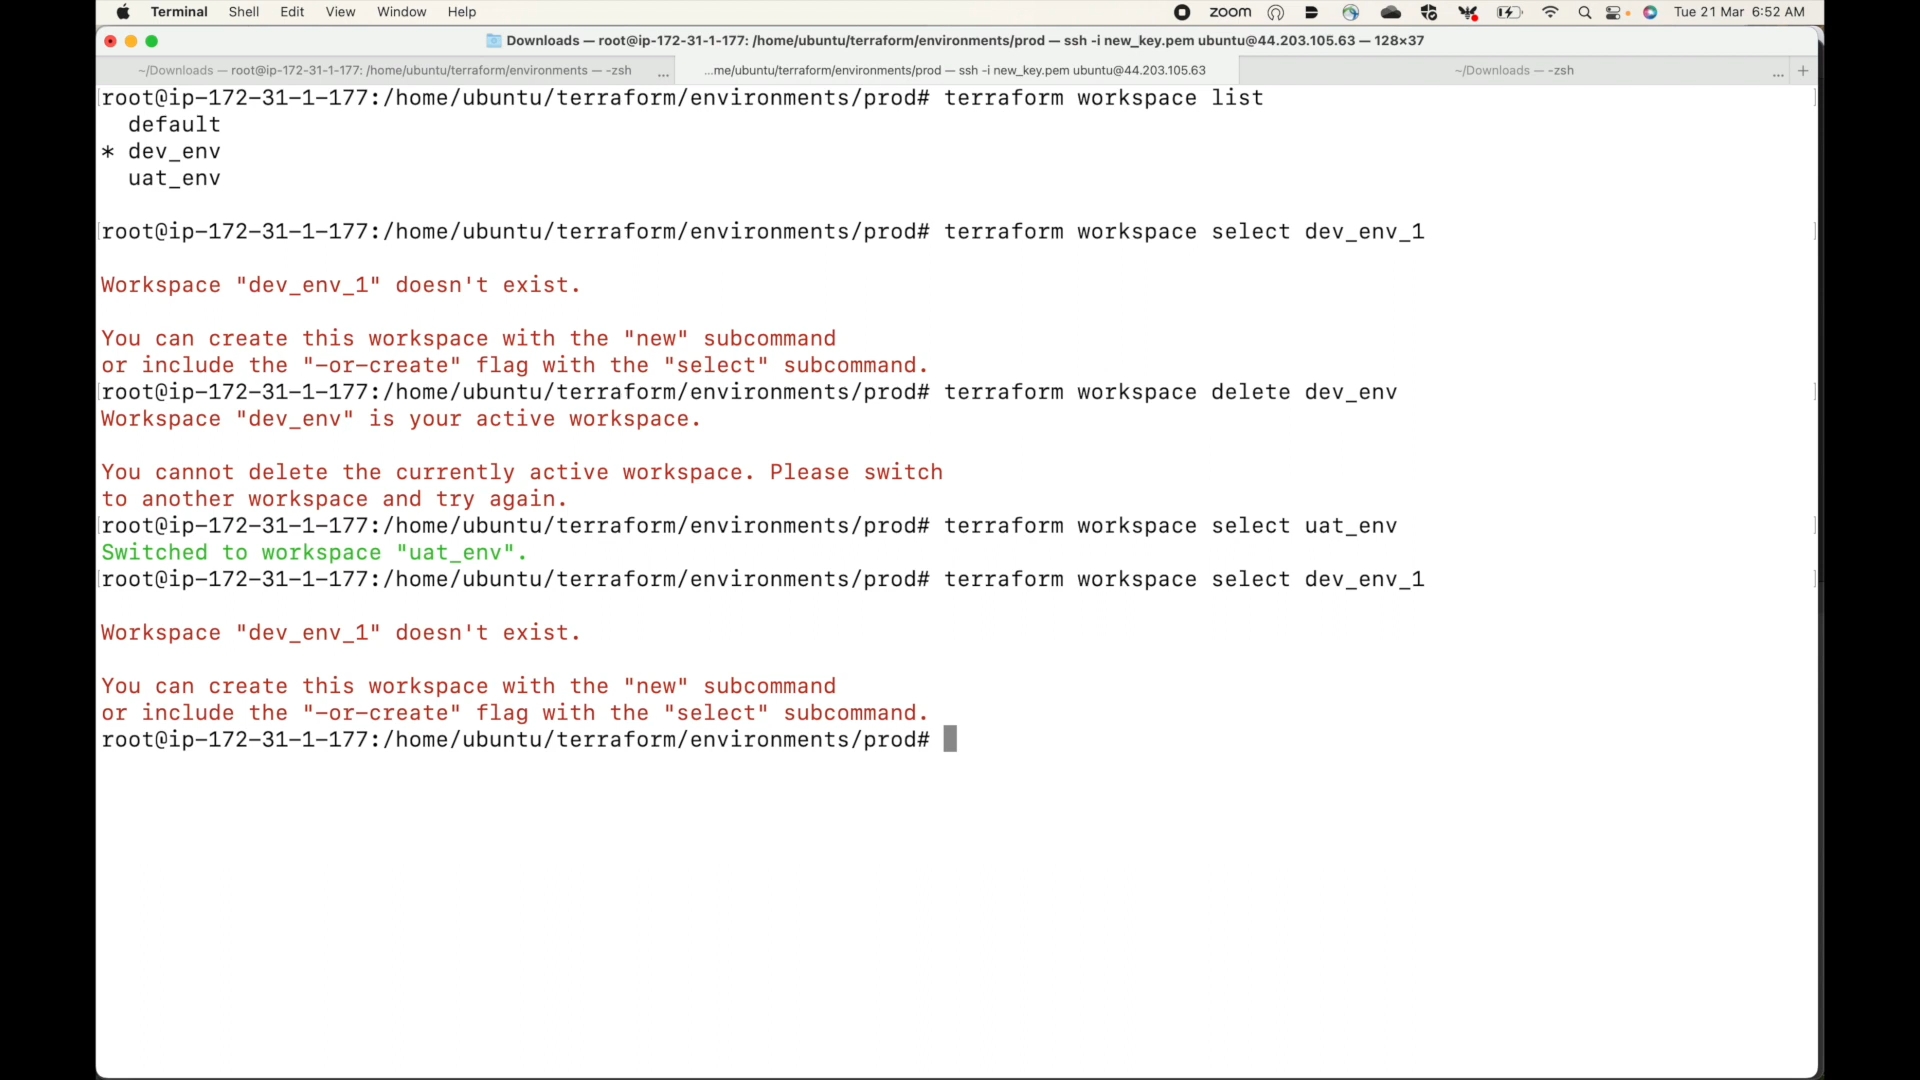 Terminal Shell Edit View Window Help zoom Tue 21 Mar 6:52 AM
Downloads — root@ip-172-31-1-177: /home/ubuntu/terraform/environments/prod — ssh -i new_key.pem ubuntu@44.203.105.63 — 128×37
~/Downloads — root@ip-172-31-1-177: /home/ubuntu/terraform/environments — -zsh ... ...me/ubuntu/terraform/environments/prod — ssh -i new_key.pem ubuntu@44.203.105.63 ~/Downloads — -zsh ... +
[root@ip-172-31-1-177:/home/ubuntu/terraform/environments/prod# terraform workspace list ]
default
* dev_env
uat_env
[root@ip-172-31-1-177:/home/ubuntu/terraform/environments/prod# terraform workspace select dev_env_1 ]
Workspace "dev_env_1" doesn't exist.
You can create this workspace with the "new" subcommand
or include the "-or-create" flag with the "select" subcommand.
[root@ip-172-31-1-177:/home/ubuntu/terraform/environments/prod# terraform workspace delete dev_env ]
Workspace "dev_env" is your active workspace.
You cannot delete the currently active workspace. Please switch
to another workspace and try again.
[root@ip-172-31-1-177:/home/ubuntu/terraform/environments/prod# terraform workspace select uat_env ]
Switched to workspace "uat_env".
[root@ip-172-31-1-177:/home/ubuntu/terraform/environments/prod# terraform workspace select dev_env_1 ]
Workspace "dev_env_1" doesn't exist.
You can create this workspace with the "new" subcommand
or include the "-or-create" flag with the "select" subcommand.
root@ip-172-31-1-177:/home/ubuntu/terraform/environments/prod#